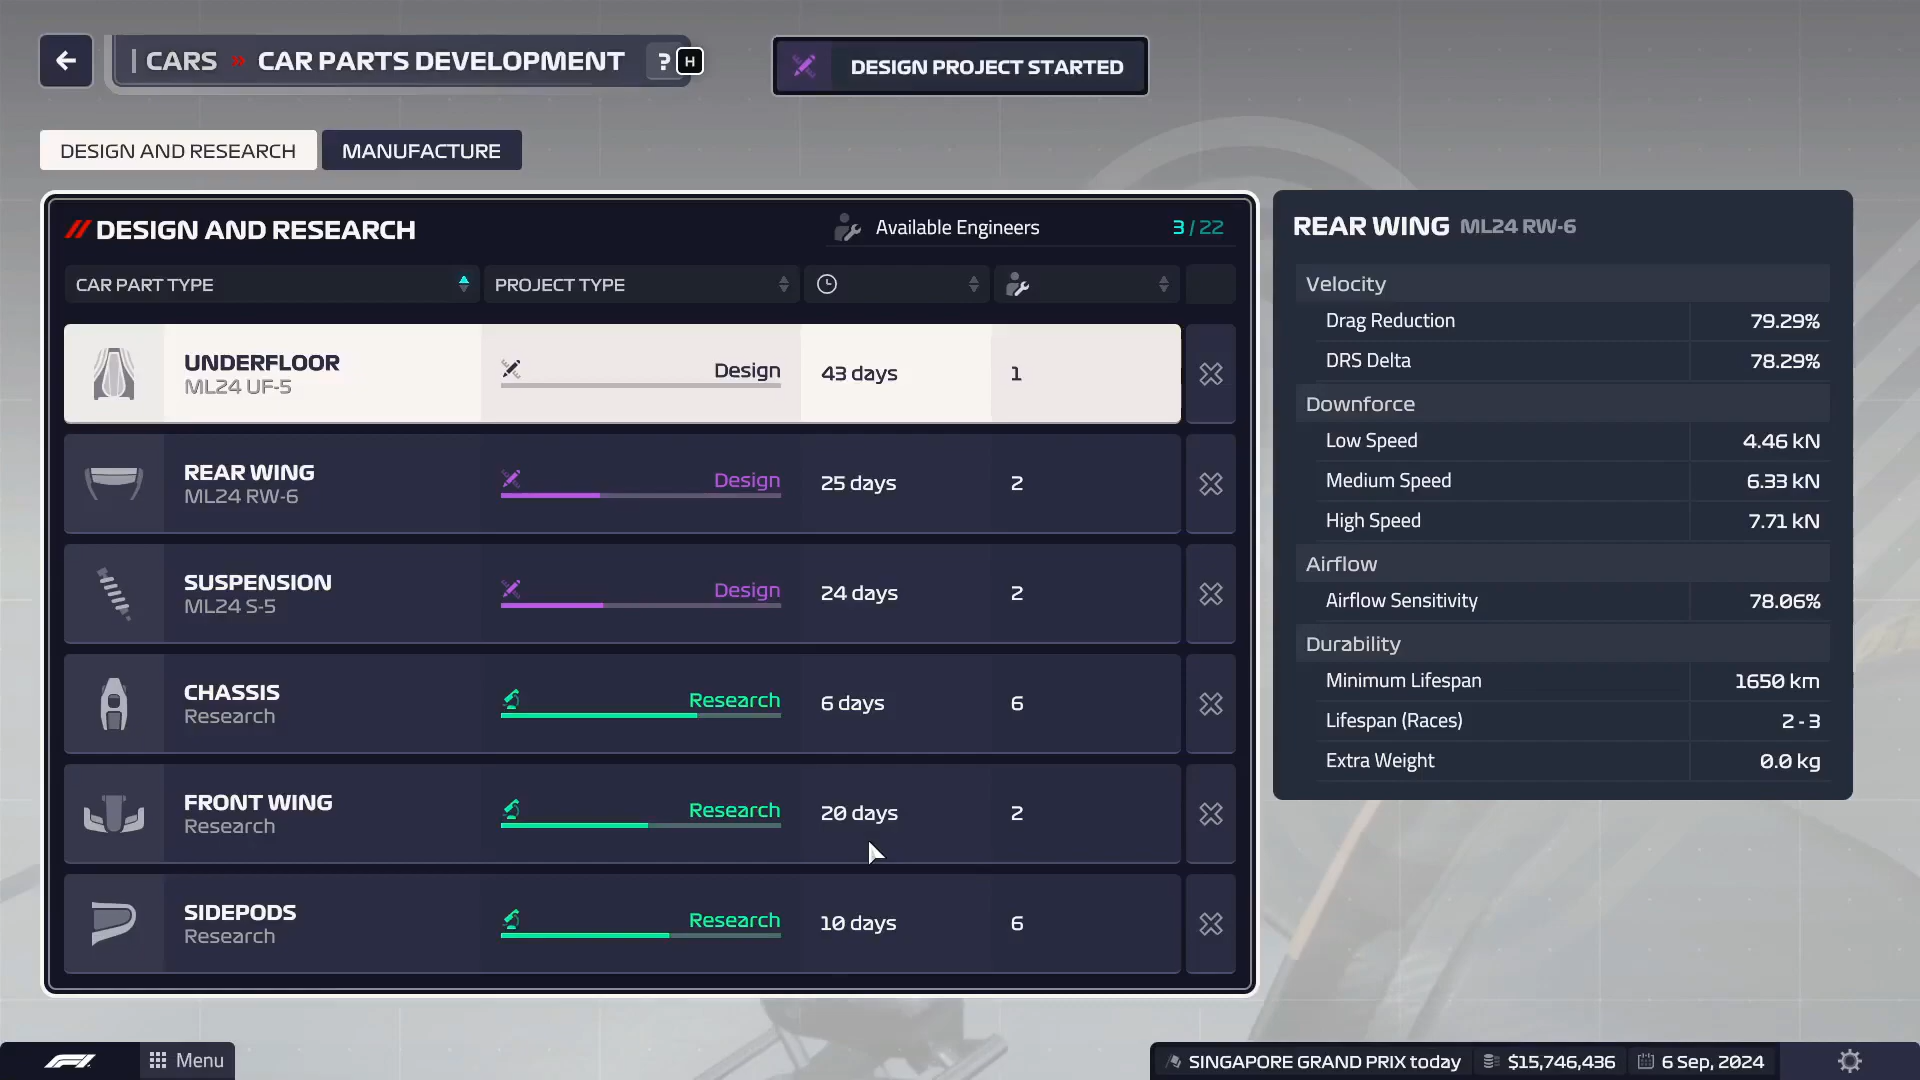 CARS » CAR PARTS DEVELOPMENT ? H
DESIGN PROJECT STARTED
DESIGN AND RESEARCH MANUFACTURE
// DESIGN AND RESEARCH Available Engineers 3 / 22
CAR PART TYPE PROJECT TYPE
UNDERFLOOR
ML24 UF-5
Design 43 days 1
REAR WING
ML24 RW-6
Design 25 days 2
SUSPENSION
ML24 S-5
Design 24 days 2
CHASSIS
Research
Research 6 days 6
FRONT WING
Research
Research 20 days 2
SIDEPODS
Research
Research 10 days 6
REAR WING ML24 RW-6
Velocity
Drag Reduction 79.29%
DRS Delta 78.29%
Downforce
Low Speed 4.46 kN
Medium Speed 6.33 kN
High Speed 7.71 kN
Airflow
Airflow Sensitivity 78.06%
Durability
Minimum Lifespan 1650 km
Lifespan (Races) 2 - 3
Extra Weight 0.0 kg
F1 Menu
SINGAPORE GRAND PRIX today $15,746,436 6 Sep, 2024